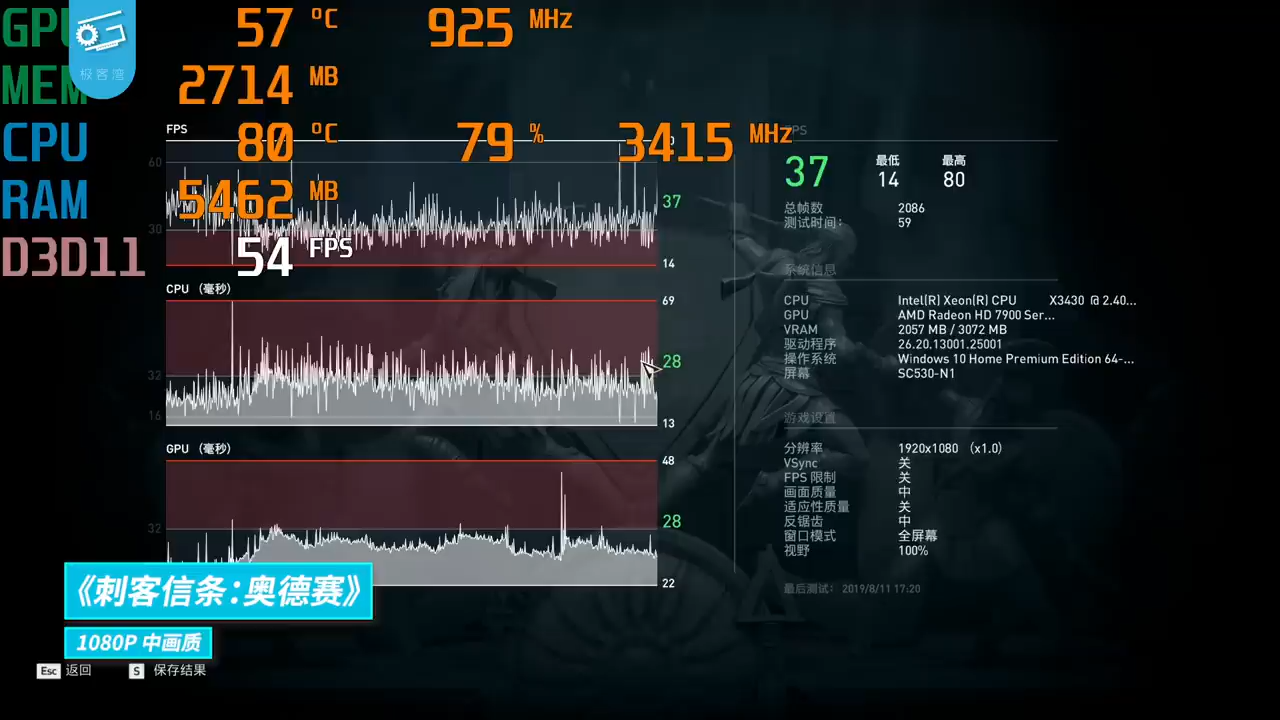 GPU 57 °C 925 MHz
极客湾
MEM 2714 MB
CPU 80 °C 79 % 3415 MHz
RAM 5462 MB
D3D11 54 FPS
FPS
60
30
37
14
CPU (毫秒)
69
32
16
28
13
GPU (毫秒)
48
32
28
22
FPS
37
最低 最高
14 80
总帧数 2086
测试时间: 59
系统信息
CPU Intel(R) Xeon(R) CPU X3430 @ 2.40...
GPU AMD Radeon HD 7900 Ser...
VRAM 2057 MB / 3072 MB
驱动程序 26.20.13001.25001
操作系统 Windows 10 Home Premium Edition 64-...
屏幕 SC530-N1
游戏设置
分辨率 1920x1080 (x1.0)
VSync 关
FPS 限制 关
画面质量 中
适应性质量 关
反锯齿 中
窗口模式 全屏幕
视野 100%
最后测试: 2019/8/11 17:20
《刺客信条:奥德赛》
1080P 中画质
Esc 返回 S 保存结果